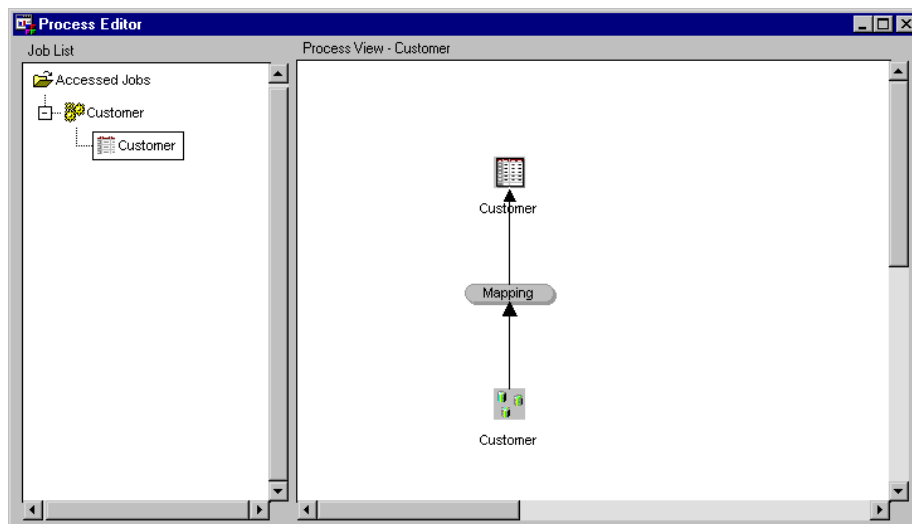 Process Editor
Job List
Accessed Jobs
Customer
Customer
Process View - Customer
Customer
Mapping
Customer